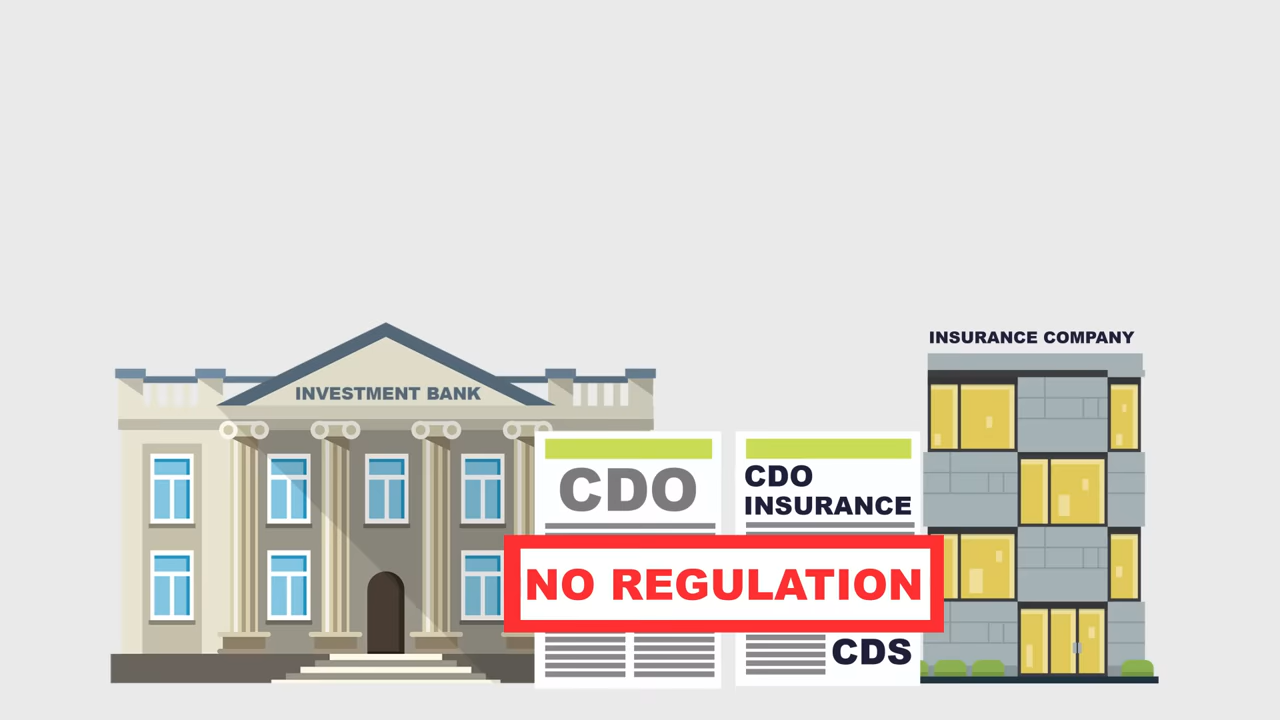 INSURANCE COMPANY
INVESTMENT BANK
CDO
CDO
INSURANCE
NO REGULATION
CDS